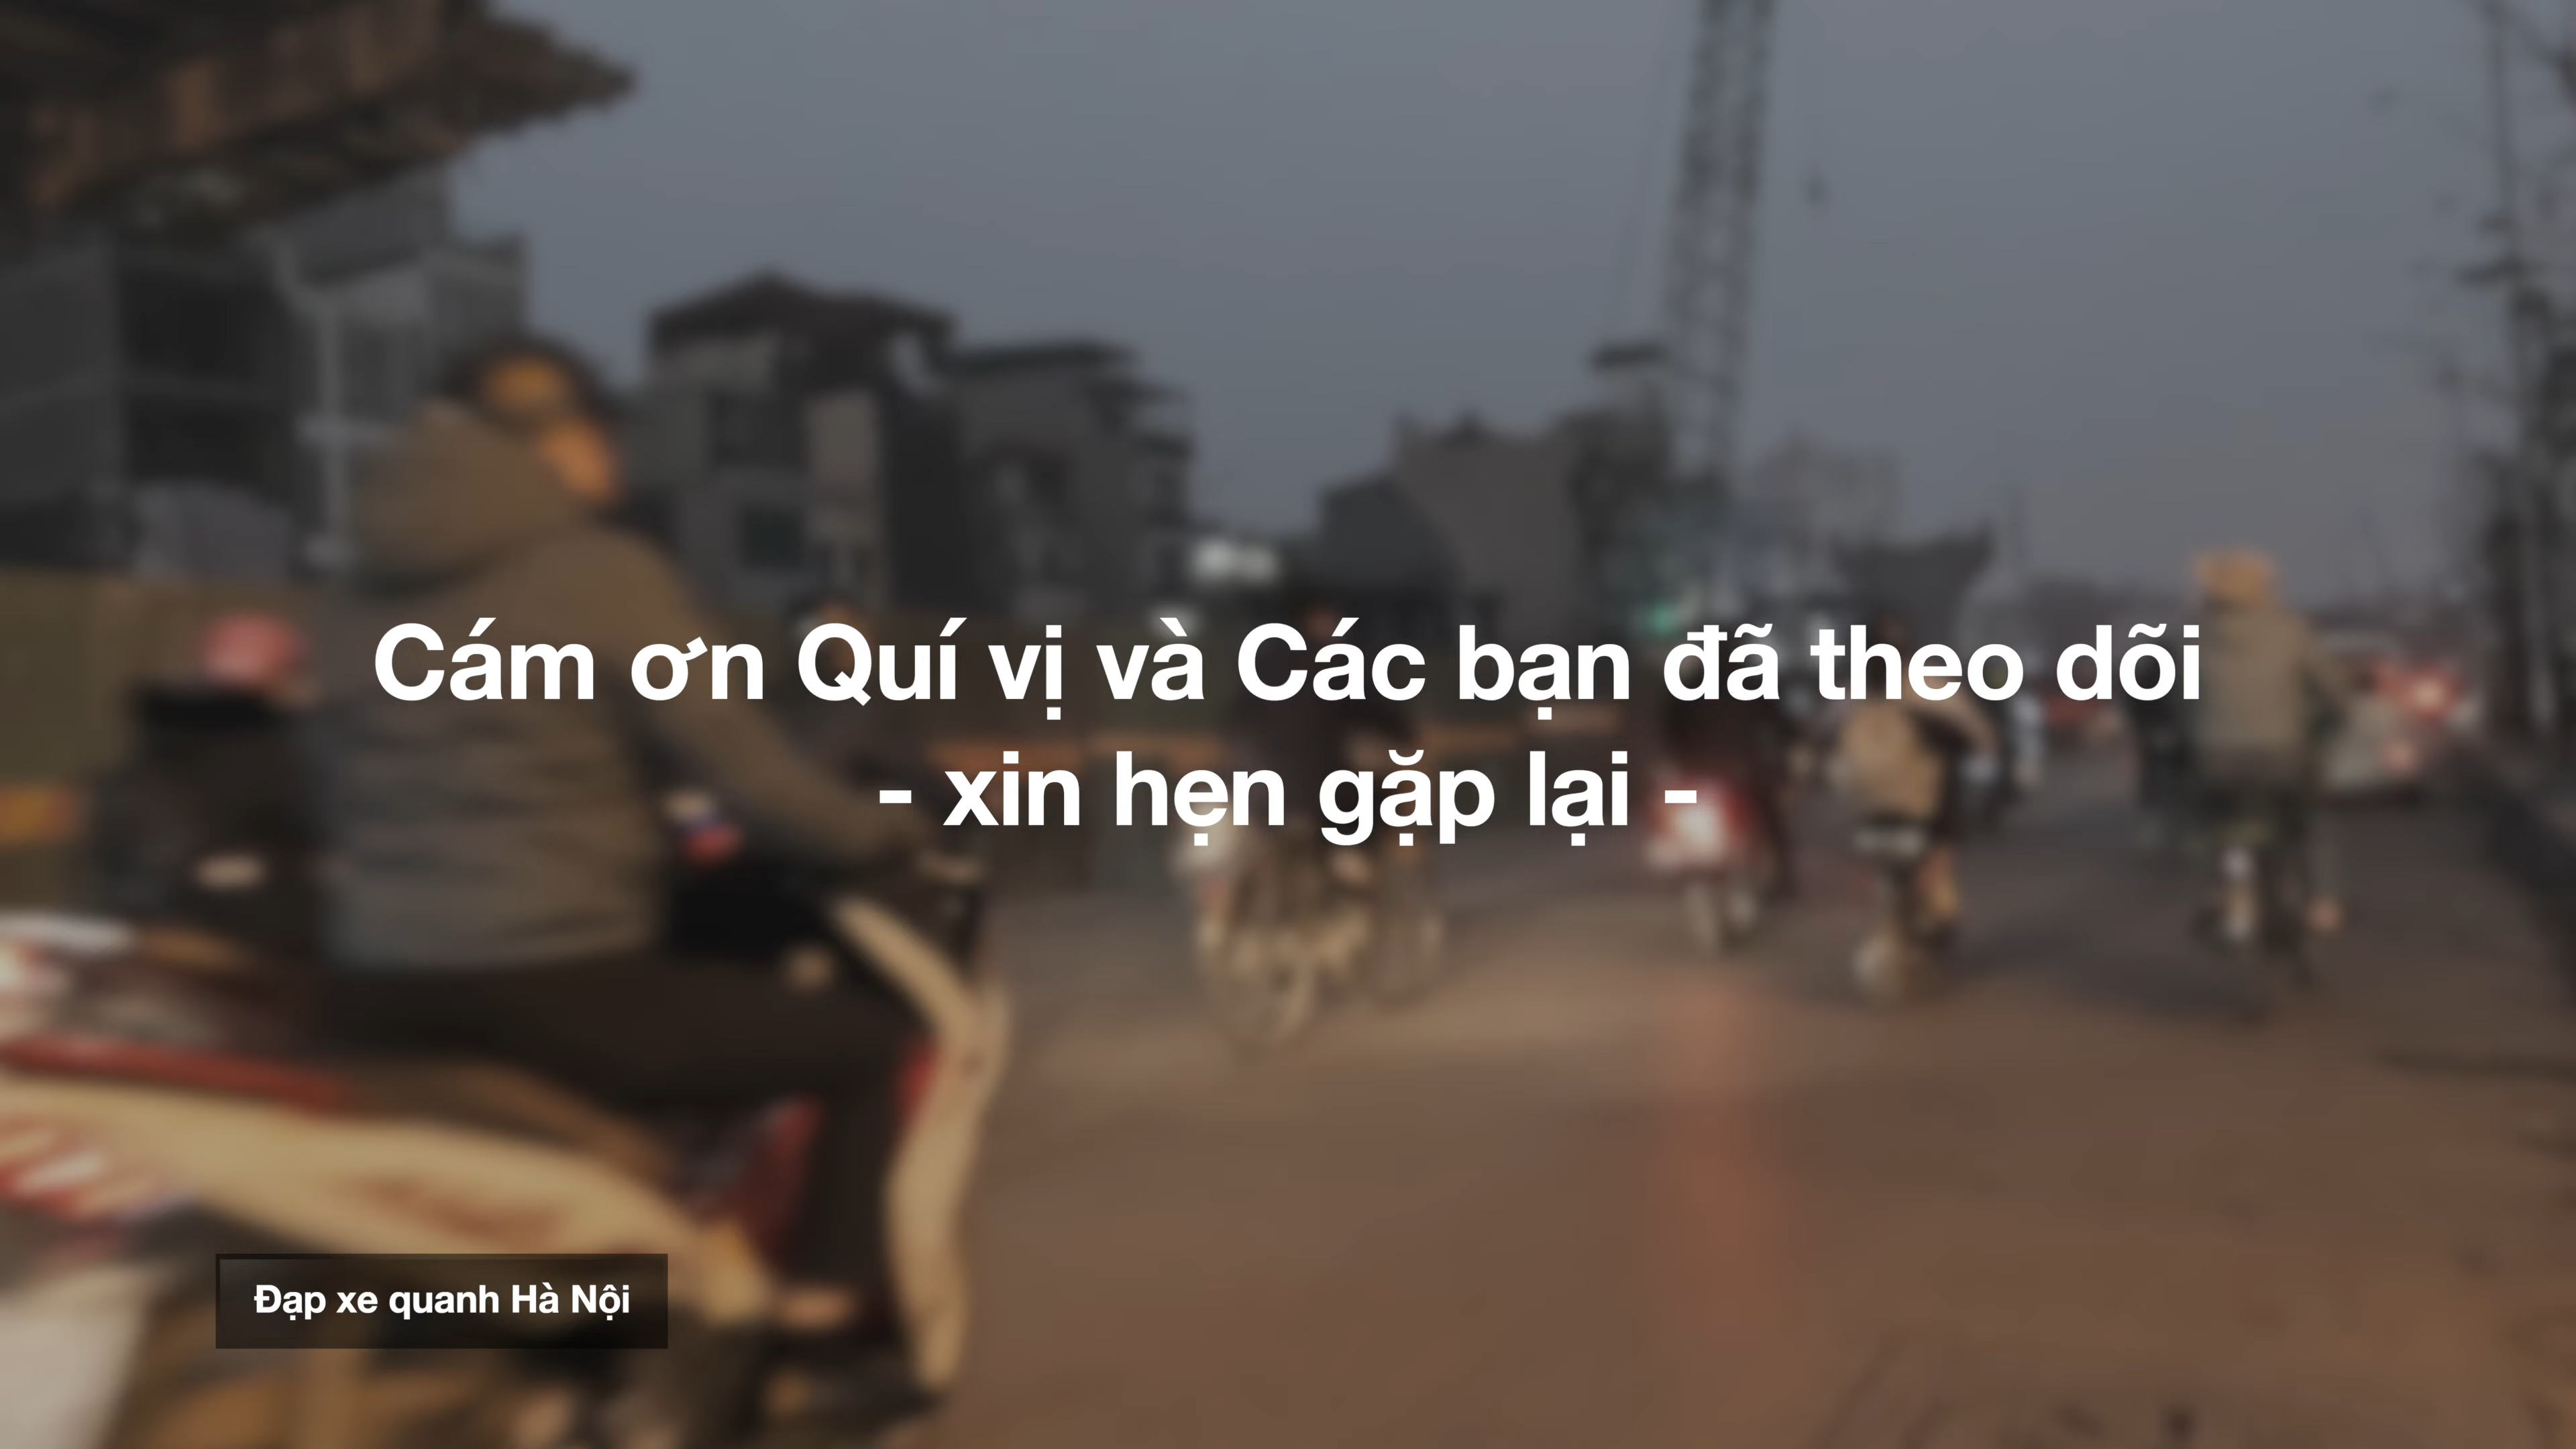 Cám ơn Quí vị và Các bạn đã theo dõi
- xin hẹn gặp lại -
Đạp xe quanh Hà Nội